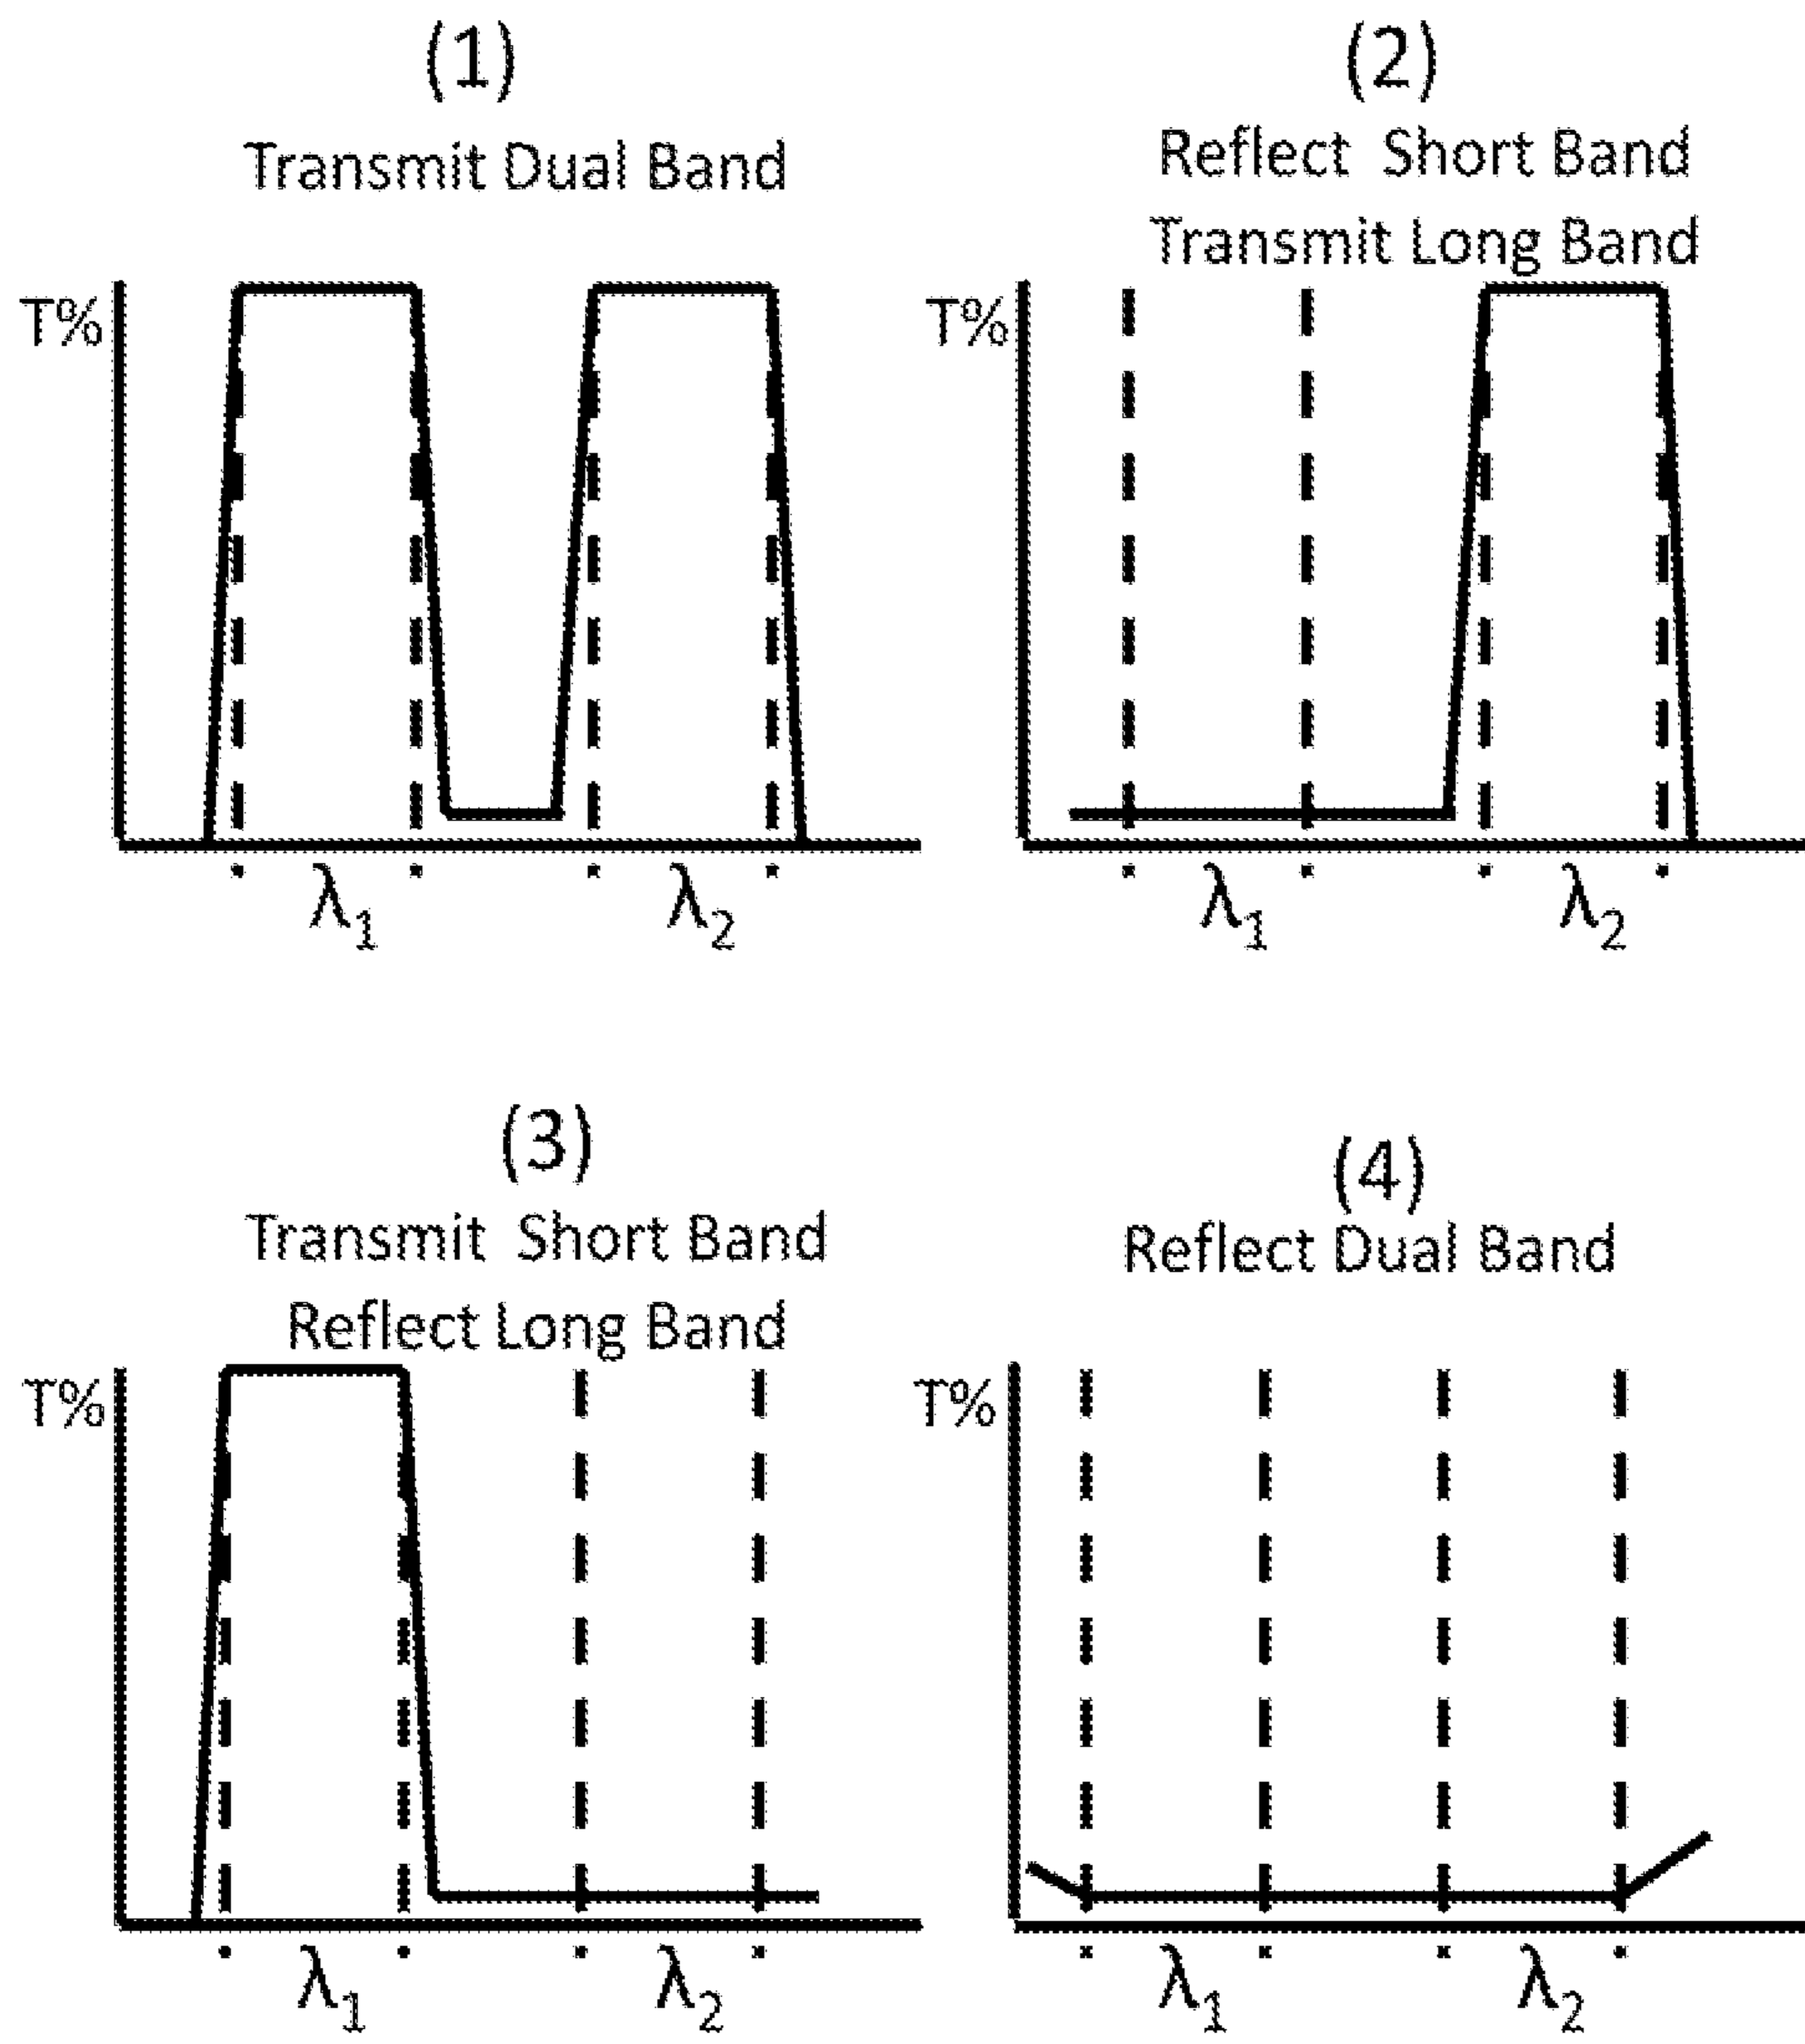 (1)
Transmit Dual Band
T%
λ1
λ2
(2)
Reflect Short Band
Transmit Long Band
T%
λ1
λ2
(3)
Transmit Short Band
Reflect Long Band
T%
λ1
λ2
(4)
Reflect Dual Band
T%
λ1
λ2